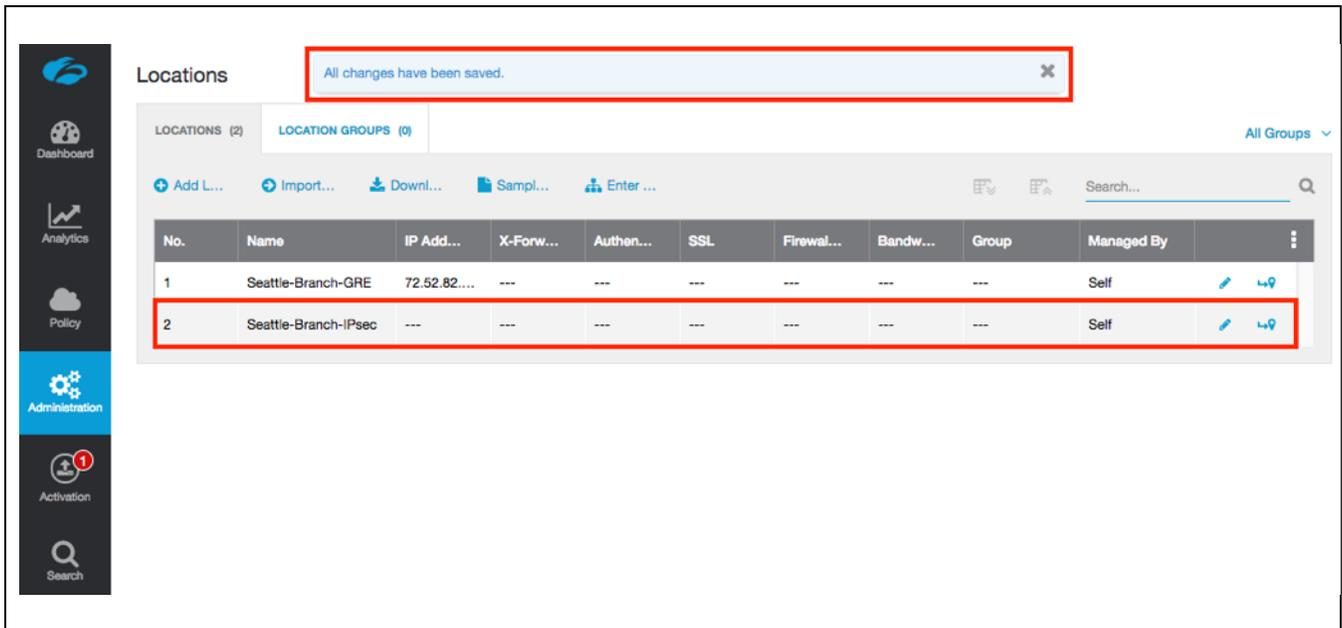 Locations
All changes have been saved.
LOCATIONS (2) LOCATION GROUPS (0) All Groups
Add L... Import... Downl... Sampl... Enter ... Search...
No. Name IP Add... X-Forw... Authen... SSL Firewal... Bandw... Group Managed By
1 Seattle-Branch-GRE 72.52.82.... --- --- --- --- --- --- Self
2 Seattle-Branch-IPsec --- --- --- --- --- --- --- Self
Dashboard
Analytics
Policy
Administration
1
Activation
Search